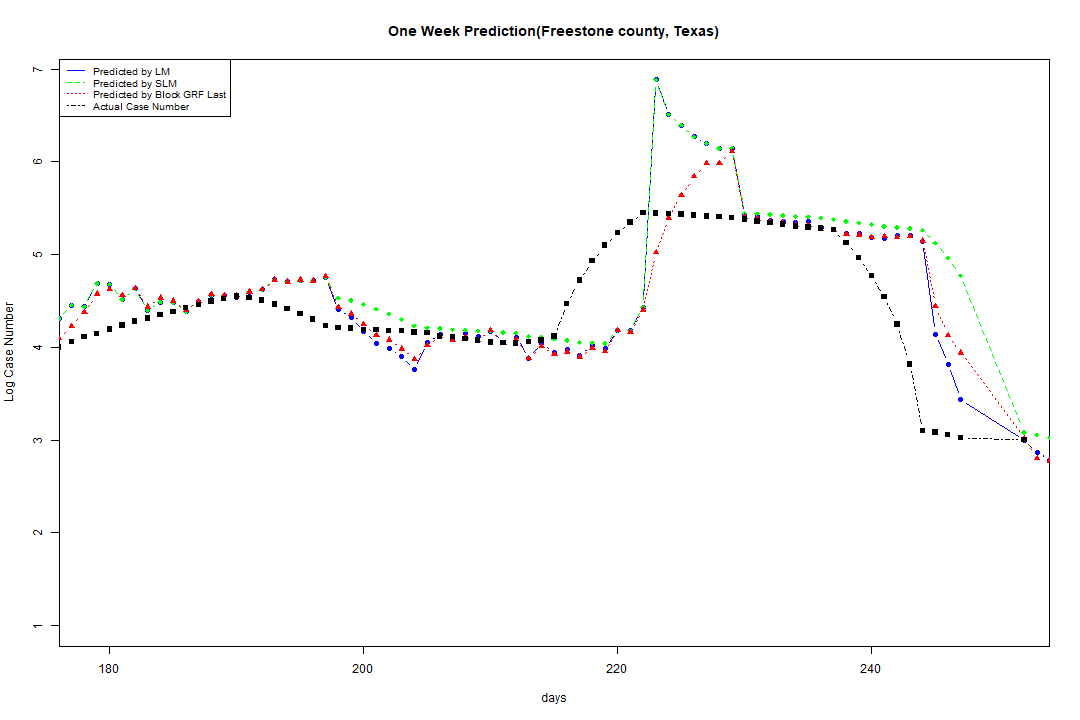 One Week Prediction(Freestone county, Texas)
Predicted by LM
Predicted by SLM
Predicted by Block GRF Last
Actual Case Number
7
6
5
4
3
2
1
Log Case Number
180 200 220 240
days